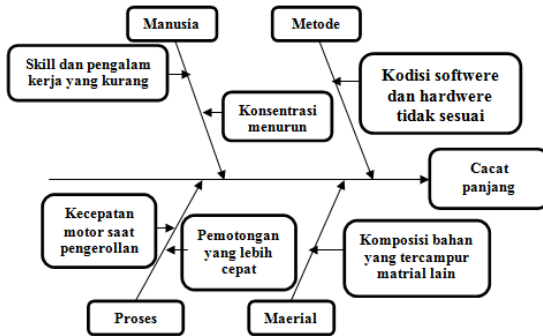 Manusia
Metode
Skill dan pengalam
kerja yang kurang
Kodisi softwere
dan hardwere
tidak sesuai
Konsentrasi
menurun
Cacat
panjang
Kecepatan
motor saat
pengerollan
Pemotongan
yang lebih
cepat
Komposisi bahan
yang tercampur
matrial lain
Proses
Maerial